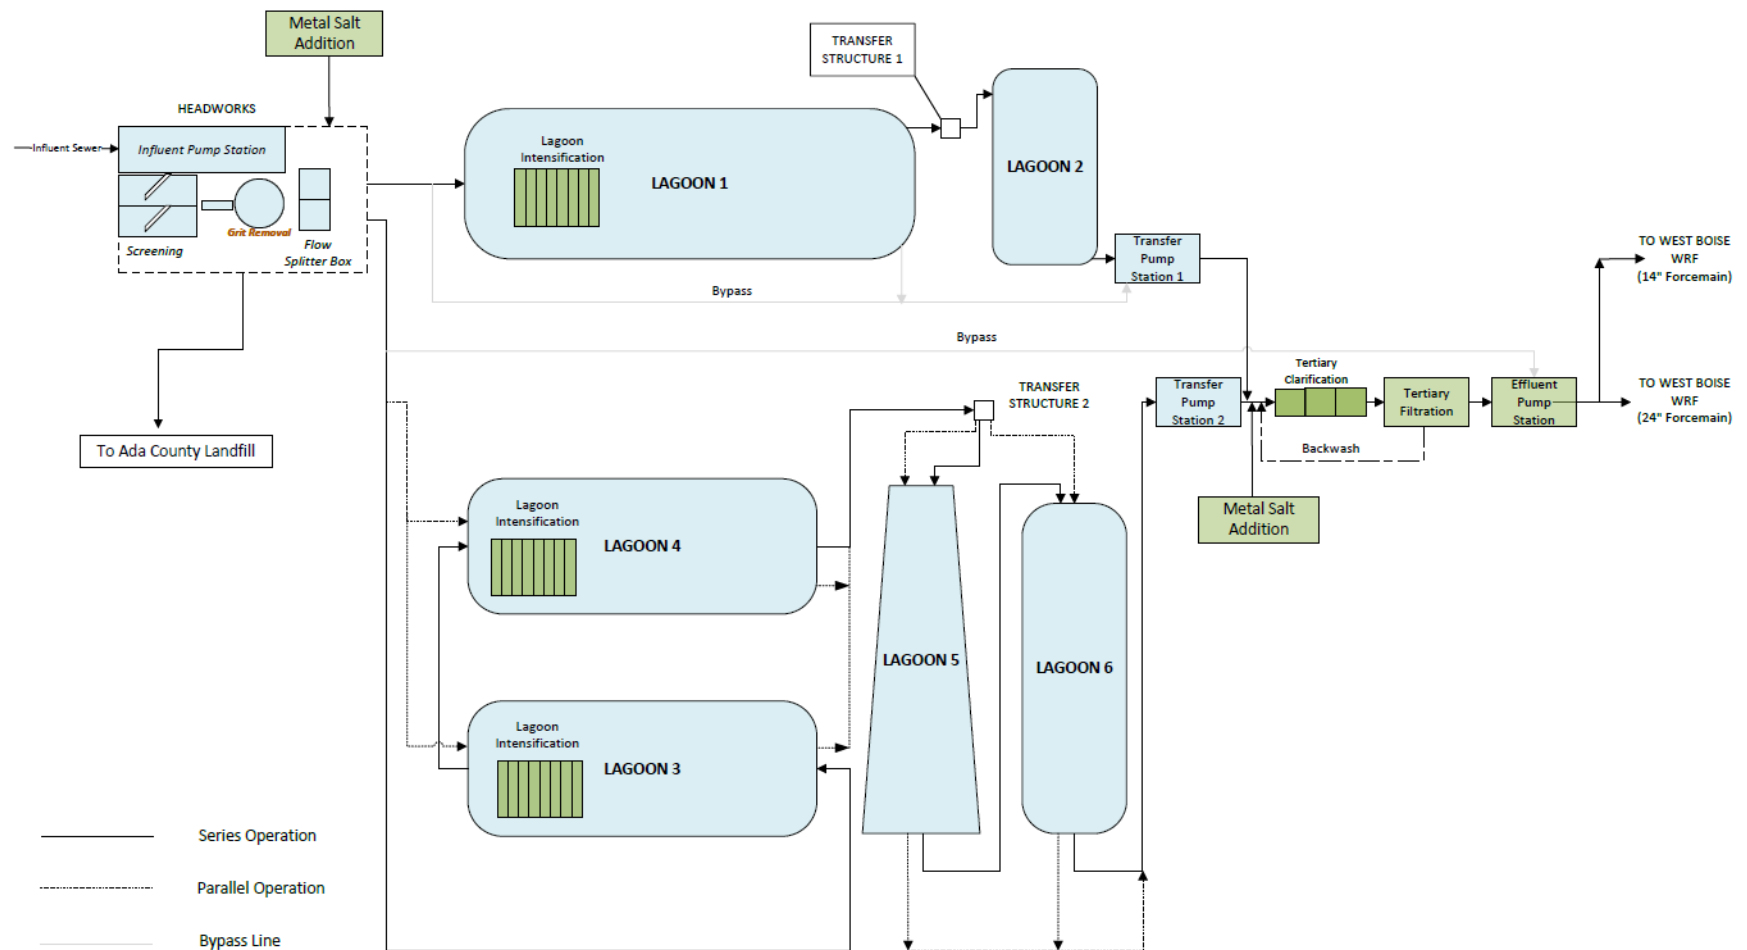 Metal Salt
Addition
TRANSFER
STRUCTURE 1
HEADWORKS
Influent Sewer
Influent Pump Station
Grit Removal
Screening
Flow
Splitter Box
Lagoon
Intensification
LAGOON 1
LAGOON 2
Transfer
Pump
Station 1
Bypass
TO WEST BOISE
WRF
(14" Forcemain)
Bypass
To Ada County Landfill
TRANSFER
STRUCTURE 2
Transfer
Pump
Station 2
Tertiary
Clarification
Tertiary
Filtration
Effluent
Pump
Station
TO WEST BOISE
WRF
(24" Forcemain)
Backwash
Metal Salt
Addition
Lagoon
Intensification
LAGOON 4
LAGOON 5
LAGOON 6
Lagoon
Intensification
LAGOON 3
Series Operation
Parallel Operation
Bypass Line